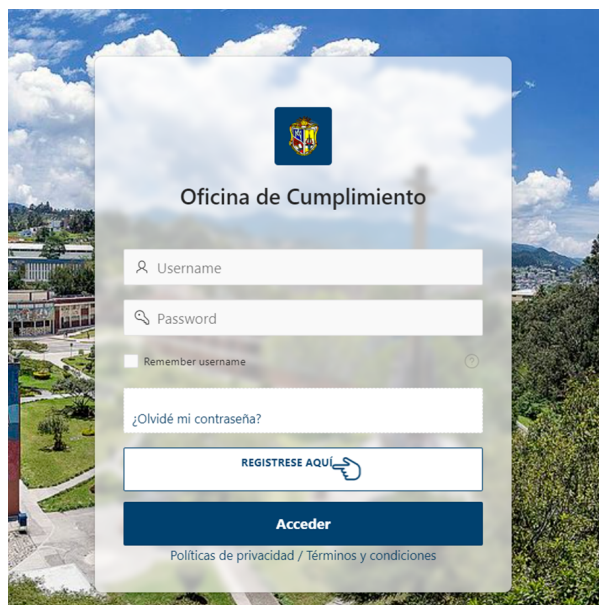 Oficina de Cumplimiento
Username
Password
Remember username
¿Olvidé mi contraseña?
REGISTRESE AQUÍ
Acceder
Políticas de privacidad / Términos y condiciones